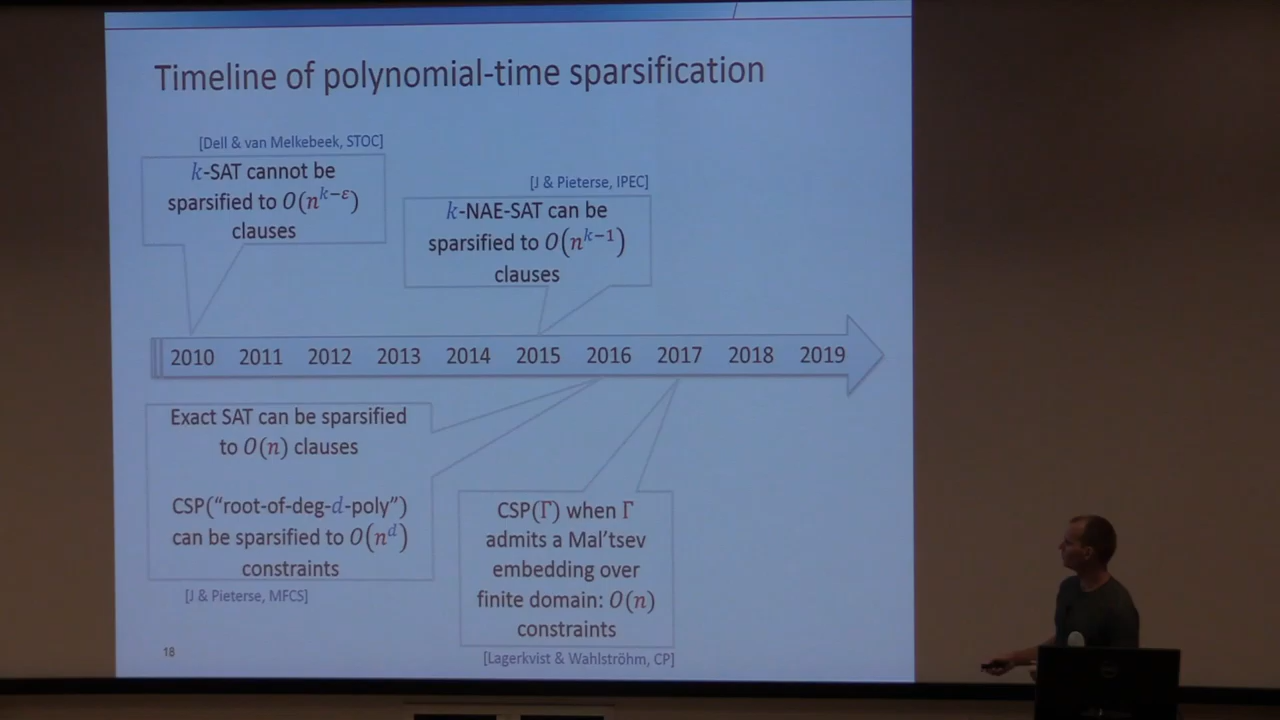 Timeline of polynomial-time sparsification
[Dell & van Melkebeek, STOC]
k-SAT cannot be
sparsified to O(n^{k−ε})
clauses
[J & Pieterse, IPEC]
k-NAE-SAT can be
sparsified to O(n^{k−1})
clauses
2010 2011 2012 2013 2014 2015 2016 2017 2018 2019
Exact SAT can be sparsified
to O(n) clauses
CSP("root-of-deg-d-poly")
can be sparsified to O(n^d)
constraints
[J & Pieterse, MFCS]
CSP(Γ) when Γ
admits a Mal'tsev
embedding over
finite domain: O(n)
constraints
[Lagerkvist & Wahlströhm, CP]
18